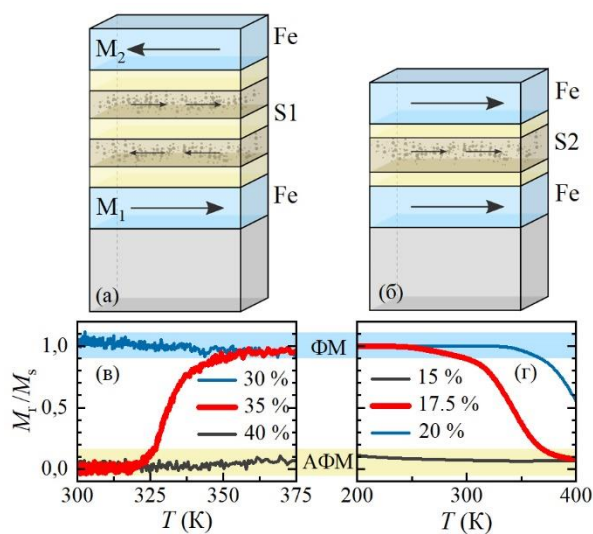 M₂
Fe
S1
M₁
Fe
(а)
Fe
S2
Fe
(б)
1,0
0,5
0,0
Mᵣ/Mₛ
(в)
30 %
35 %
40 %
300
325
350
375
T (К)
ФМ
АФМ
(г)
15 %
17.5 %
20 %
200
300
400
T (К)